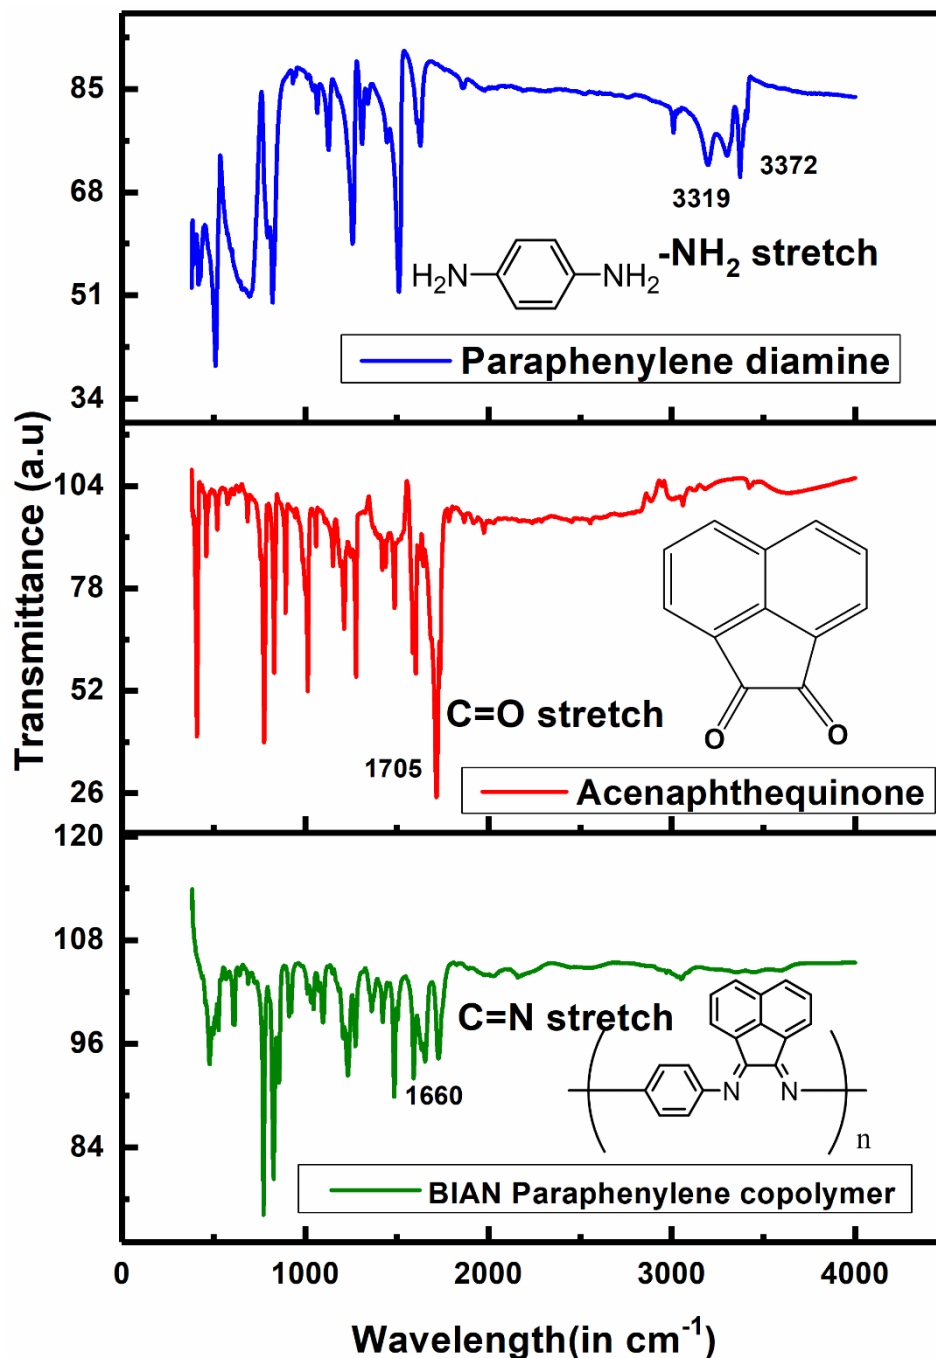 Transmittance (a.u)
85
68
51
34
3319
3372
H2N
NH2
-NH2 stretch
Paraphenylene diamine
104
78
52
26
C=O stretch
1705
O
O
Acenaphthequinone
120
108
96
84
C=N stretch
1660
N
N
n
BIAN Paraphenylene copolymer
0 1000 2000 3000 4000
Wavelength(in cm-1)